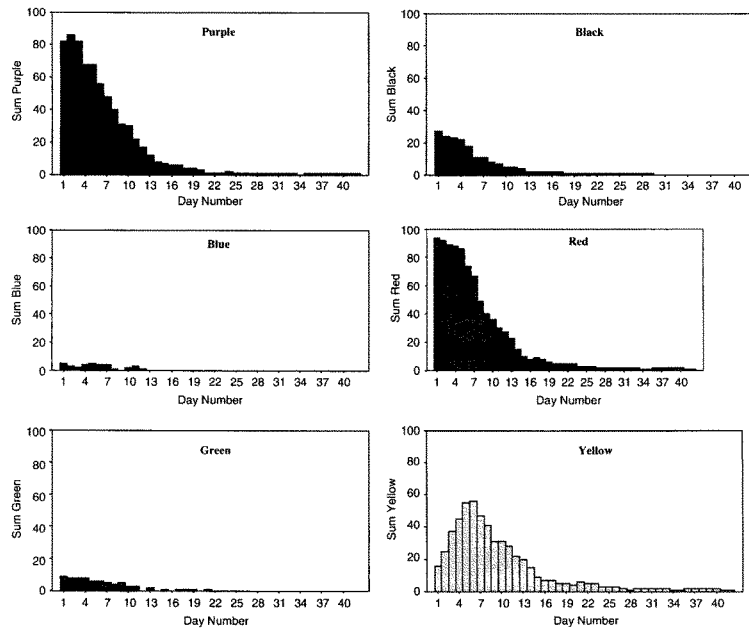 Purple
Sum Purple
100
80
60
40
20
0
1 4 7 10 13 16 19 22 25 28 31 34 37 40
Day Number
Black
Sum Black
100
80
60
40
20
0
1 4 7 10 13 16 19 22 25 28 31 34 37 40
Day Number
Blue
Sum Blue
100
80
60
40
20
0
1 4 7 10 13 16 19 22 25 28 31 34 37 40
Day Number
Red
Sum Red
100
80
60
40
20
0
1 4 7 10 13 16 19 22 25 28 31 34 37 40
Day Number
Green
Sum Green
100
80
60
40
20
0
1 4 7 10 13 16 19 22 25 28 31 34 37 40
Day Number
Yellow
Sum Yellow
100
80
60
40
20
0
1 4 7 10 13 16 19 22 25 28 31 34 37 40
Day Number